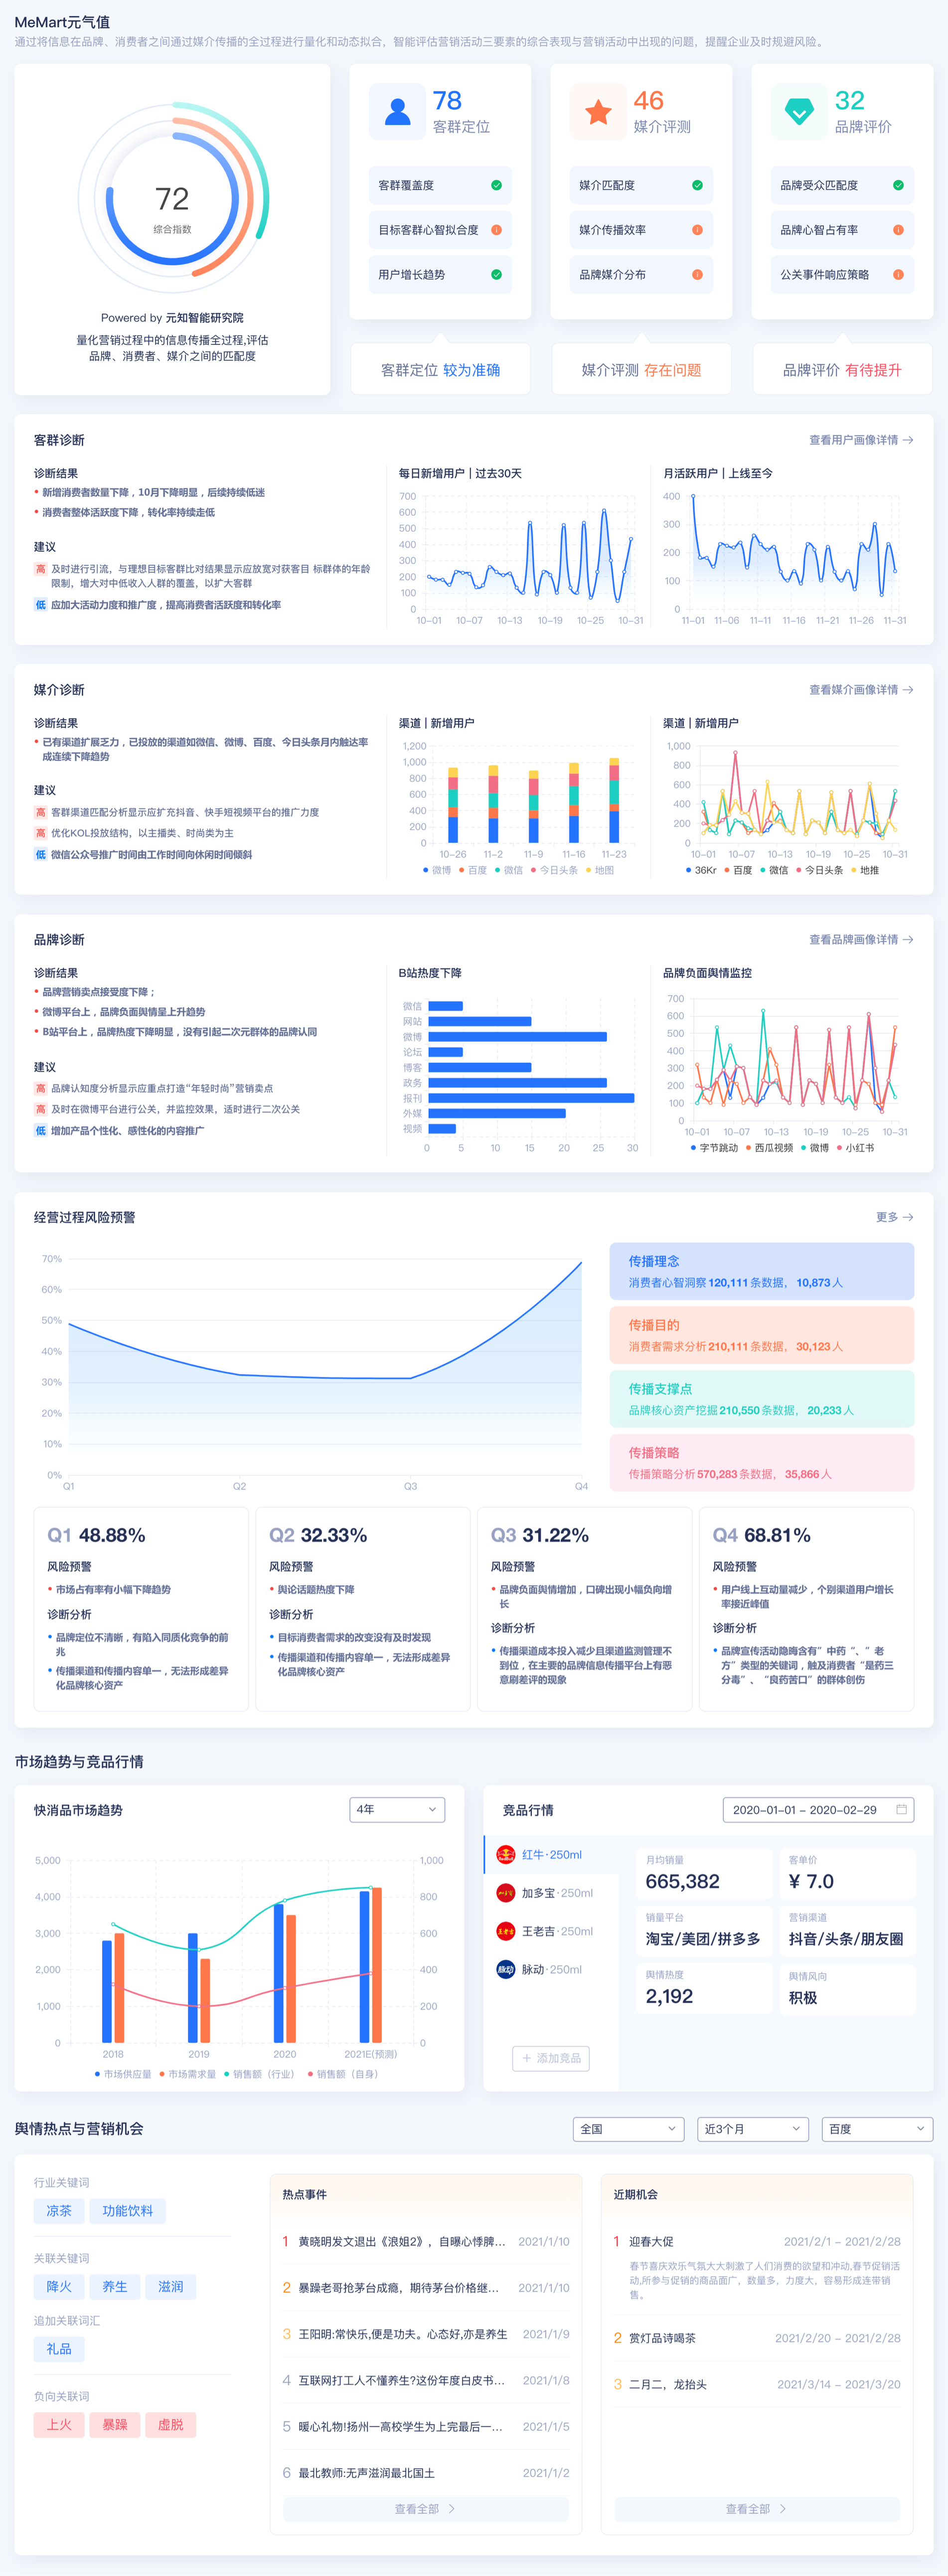 MeMart元气值
通过将信息在品牌、消费者之间通过媒介传播的全过程进行量化和动态拟合，智能评估营销活动三要素的综合表现与营销活动中出现的问题，提醒企业及时规避风险。
72
综合指数
Powered by 元知智能研究院
量化营销过程中的信息传播全过程,评估
品牌、消费者、媒介之间的匹配度
78
客群定位
客群覆盖度
目标客群心智拟合度
用户增长趋势
客群定位 较为准确
46
媒介评测
媒介匹配度
媒介传播效率
品牌媒介分布
媒介评测 存在问题
32
品牌评价
品牌受众匹配度
品牌心智占有率
公关事件响应策略
品牌评价 有待提升
客群诊断
查看用户画像详情
诊断结果
新增消费者数量下降，10月下降明显，后续持续低迷
消费者整体活跃度下降，转化率持续走低
建议
高 及时进行引流，与理想目标客群比对结果显示应放宽对获客目 标群体的年龄
限制，增大对中低收入人群的覆盖，以扩大客群
低 应加大活动力度和推广度，提高消费者活跃度和转化率
每日新增用户 | 过去30天
700
600
500
400
300
200
100
0
10-01 10-07 10-13 10-19 10-25 10-31
月活跃用户 | 上线至今
400
300
200
100
0
11-01 11-06 11-11 11-16 11-21 11-26 11-31
媒介诊断
查看媒介画像详情
诊断结果
已有渠道扩展乏力，已投放的渠道如微信、微博、百度、今日头条月内触达率
成连续下降趋势
建议
高 客群渠道匹配分析显示应扩充抖音、快手短视频平台的推广力度
高 优化KOL投放结构，以主播类、时尚类为主
低 微信公众号推广时间由工作时间向休闲时间倾斜
渠道 | 新增用户
1,200
1,000
800
600
400
200
0
10-26 11-2 11-9 11-16 11-23
微博 百度 微信 今日头条 地图
渠道 | 新增用户
1,000
800
600
400
200
0
10-01 10-07 10-13 10-19 10-25 10-31
36Kr 百度 微信 今日头条 地推
品牌诊断
查看品牌画像详情
诊断结果
品牌营销卖点接受度下降；
微博平台上，品牌负面舆情呈上升趋势
B站平台上，品牌热度下降明显，没有引起二次元群体的品牌认同
建议
高 品牌认知度分析显示应重点打造“年轻时尚”营销卖点
高 及时在微博平台进行公关，并监控效果，适时进行二次公关
低 增加产品个性化、感性化的内容推广
B站热度下降
微信
网站
微博
论坛
博客
政务
报刊
外媒
视频
0 5 10 15 20 25 30
品牌负面舆情监控
700
600
500
400
300
200
100
0
10-01 10-07 10-13 10-19 10-25 10-31
字节跳动 西瓜视频 微博 小红书
经营过程风险预警
更多
70%
60%
50%
40%
30%
20%
10%
0%
Q1 Q2 Q3 Q4
传播理念
消费者心智洞察120,111条数据， 10,873人
传播目的
消费者需求分析210,111条数据， 30,123人
传播支撑点
品牌核心资产挖掘210,550条数据， 20,233人
传播策略
传播策略分析570,283条数据， 35,866人
Q1 48.88%
风险预警
市场占有率有小幅下降趋势
诊断分析
品牌定位不清晰，有陷入同质化竞争的前
兆
传播渠道和传播内容单一，无法形成差异
化品牌核心资产
Q2 32.33%
风险预警
舆论话题热度下降
诊断分析
目标消费者需求的改变没有及时发现
传播渠道和传播内容单一，无法形成差异
化品牌核心资产
Q3 31.22%
风险预警
品牌负面舆情增加，口碑出现小幅负向增
长
诊断分析
传播渠道成本投入减少且渠道监测管理不
到位，在主要的品牌信息传播平台上有恶
意刷差评的现象
Q4 68.81%
风险预警
用户线上互动量减少，个别渠道用户增长
率接近峰值
诊断分析
品牌宣传活动隐晦含有”中药“、”老
方”类型的关键词，触及消费者“是药三
分毒”、“良药苦口”的群体创伤
市场趋势与竞品行情
快消品市场趋势
4年
5,000
4,000
3,000
2,000
1,000
0
1,000
800
600
400
200
0
2018 2019 2020 2021E(预测)
市场供应量 市场需求量 销售额（行业） 销售额（自身）
竞品行情
2020-01-01 - 2020-02-29
红牛·250ml
加多宝·250ml
王老吉·250ml
脉动·250ml
添加竞品
月均销量
665,382
客单价
¥ 7.0
销量平台
淘宝/美团/拼多多
营销渠道
抖音/头条/朋友圈
舆情热度
2,192
舆情风向
积极
舆情热点与营销机会
全国
近3个月
百度
行业关键词
凉茶 功能饮料
关联关键词
降火 养生 滋润
追加关联词汇
礼品
负向关联词
上火 暴躁 虚脱
热点事件
1 黄晓明发文退出《浪姐2》，自曝心悸脾... 2021/1/10
2 暴躁老哥抢茅台成瘾，期待茅台价格继... 2021/1/10
3 王阳明:常快乐,便是功夫。心态好,亦是养生 2021/1/9
4 互联网打工人不懂养生?这份年度白皮书... 2021/1/8
5 暖心礼物!扬州一高校学生为上完最后一... 2021/1/5
6 最北教师:无声滋润最北国土 2021/1/2
查看全部
近期机会
1 迎春大促 2021/2/1 - 2021/2/28
春节喜庆欢乐气氛大大刺激了人们消费的欲望和冲动,春节促销活
动,所参与促销的商品面广，数量多，力度大，容易形成连带销
售。
2 赏灯品诗喝茶 2021/2/20 - 2021/2/28
3 二月二，龙抬头 2021/3/14 - 2021/3/20
查看全部